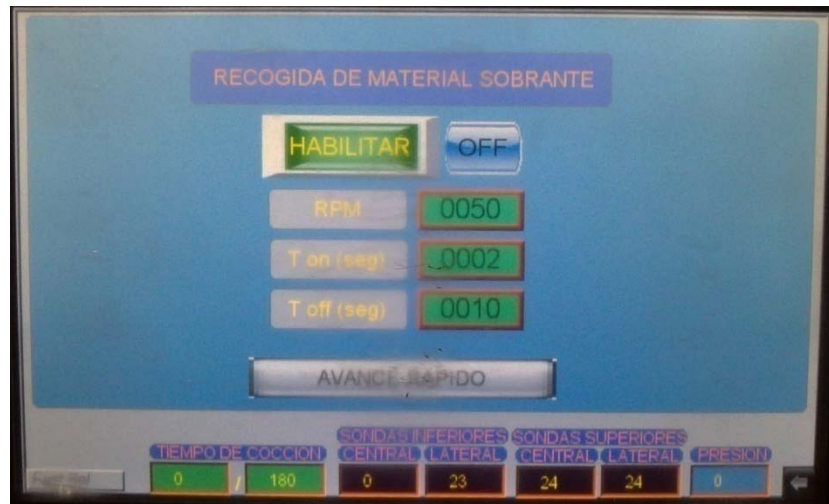 RECOGIDA DE MATERIAL SOBRANTE
HABILITAR OFF
RPM 0050
T on (seg) 0002
T off (seg) 0010
AVANCE RAPIDO
SONDAS INFERIORES SONDAS SUPERIORES
TIEMPO DE COCCION CENTRAL LATERAL CENTRAL LATERAL PRESION
0 / 180 0 23 24 24 0